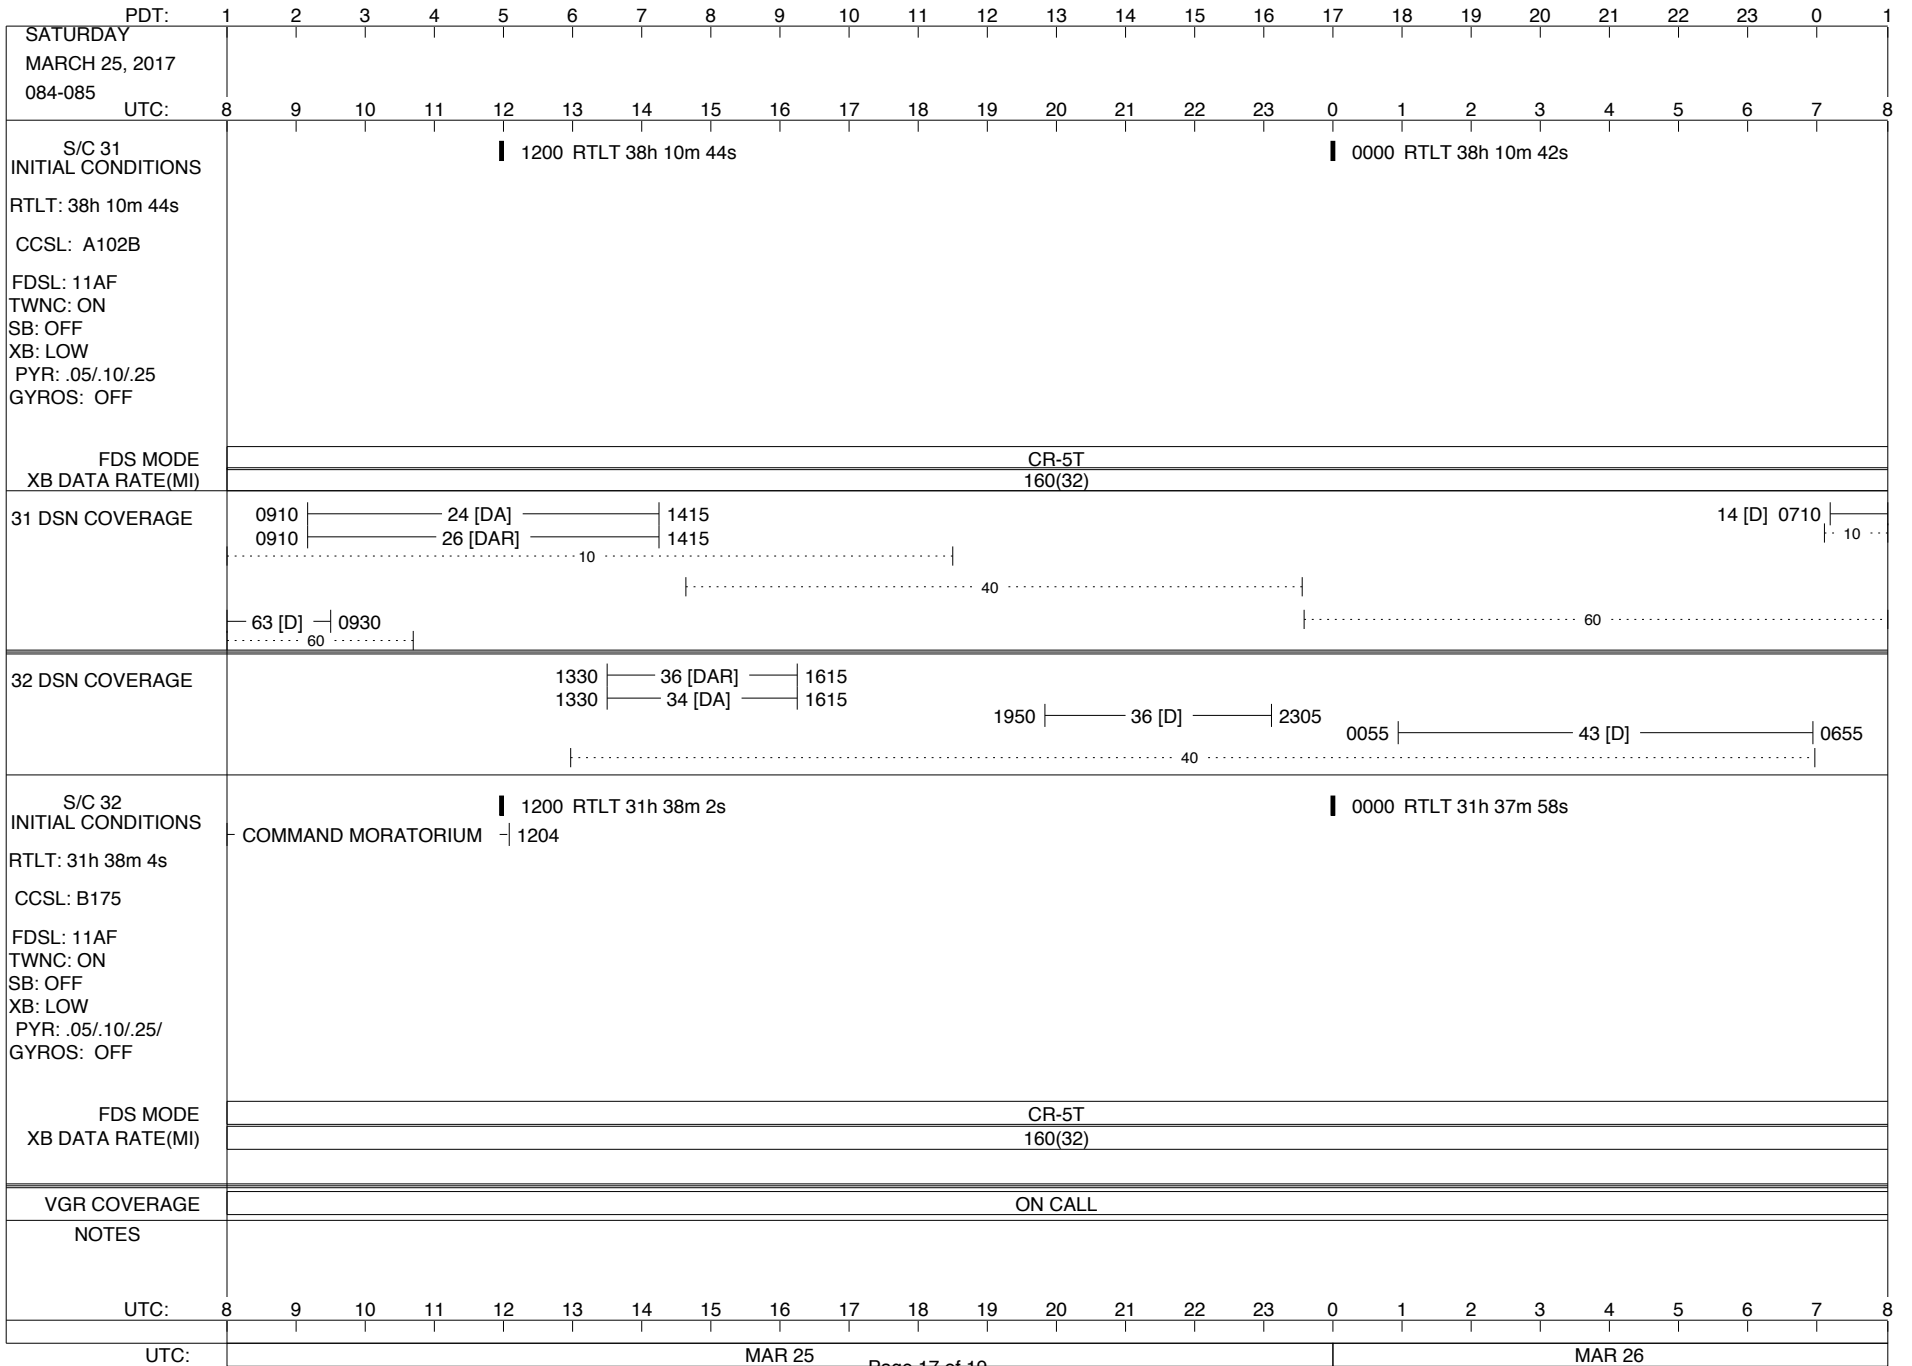 PDT: 1 2 3 4 5 6 7 8 9 10 11 12 13 14 15 16 17 18 19 20 21 22 23 0 1
SATURDAY
MARCH 25, 2017
084-085
UTC: 8 9 10 11 12 13 14 15 16 17 18 19 20 21 22 23 0 1 2 3 4 5 6 7 8
S/C 31
INITIAL CONDITIONS
1200 RTLT 38h 10m 44s
0000 RTLT 38h 10m 42s
RTLT: 38h 10m 44s
CCSL: A102B
FDSL: 11AF
TWNC: ON
SB: OFF
XB: LOW
PYR: .05/.10/.25
GYROS: OFF
FDS MODE CR-5T
XB DATA RATE(MI) 160(32)
31 DSN COVERAGE
0910 24 [DA] 1415
14 [D] 0710
0910 26 [DAR] 1415
10
10
40
63 [D] 0930
60
60
32 DSN COVERAGE
1330 36 [DAR] 1615
1330 34 [DA] 1615
1950 36 [D] 2305
0055 43 [D] 0655
40
S/C 32
INITIAL CONDITIONS
1200 RTLT 31h 38m 2s
0000 RTLT 31h 37m 58s
COMMAND MORATORIUM 1204
RTLT: 31h 38m 4s
CCSL: B175
FDSL: 11AF
TWNC: ON
SB: OFF
XB: LOW
PYR: .05/.10/.25/
GYROS: OFF
FDS MODE CR-5T
XB DATA RATE(MI) 160(32)
VGR COVERAGE ON CALL
NOTES
UTC: 8 9 10 11 12 13 14 15 16 17 18 19 20 21 22 23 0 1 2 3 4 5 6 7 8
UTC: MAR 25 MAR 26
Page 17 of 19